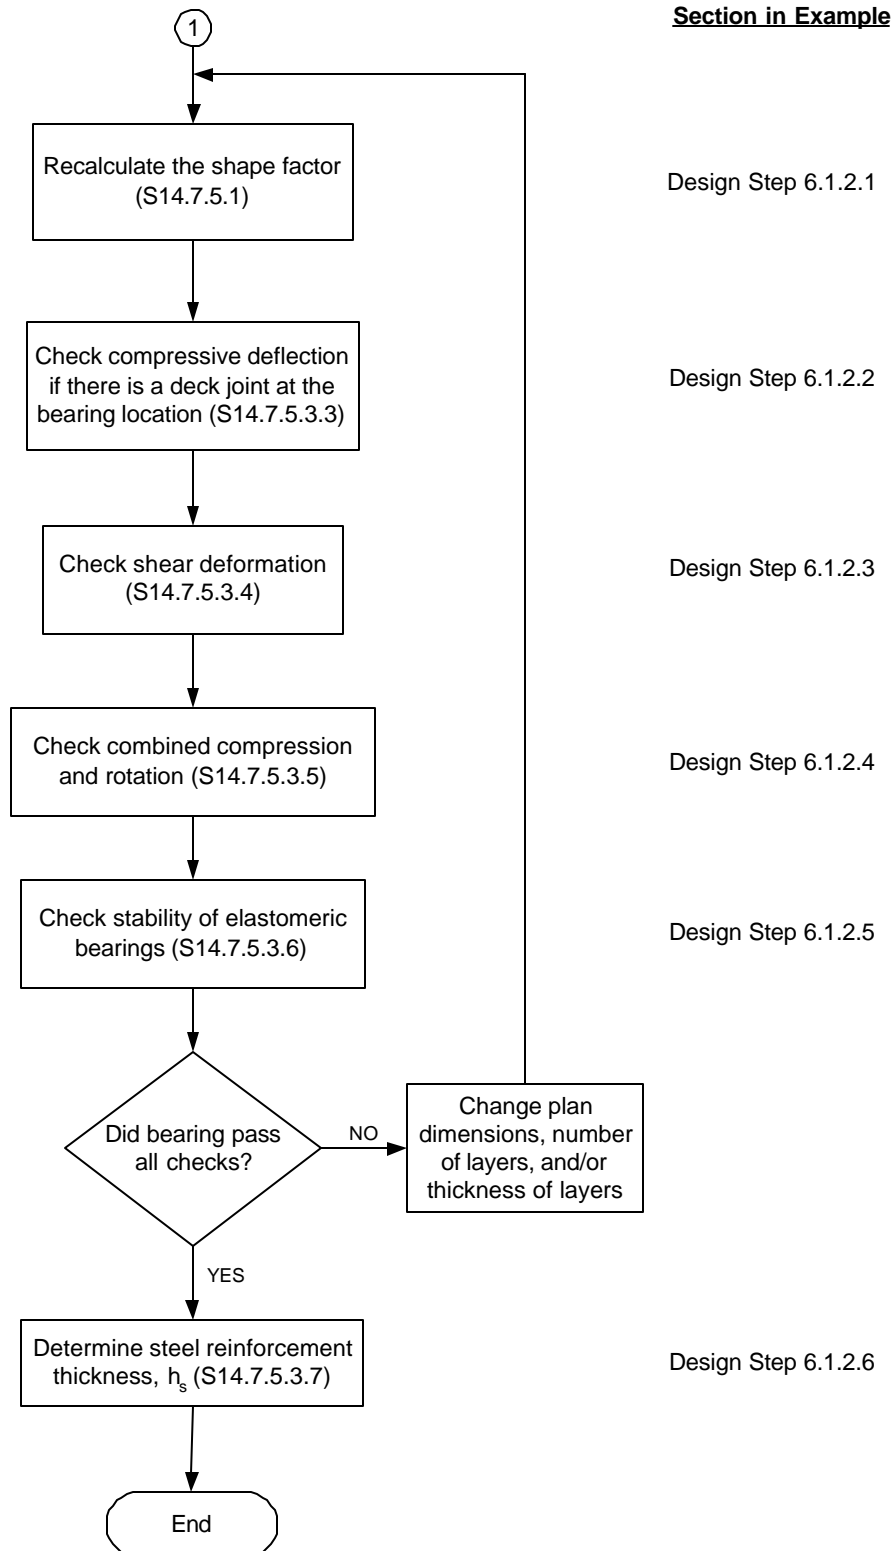 Section in Example
1
Recalculate the shape factor
(S14.7.5.1)
Design Step 6.1.2.1
Check compressive deflection
if there is a deck joint at the
bearing location (S14.7.5.3.3)
Design Step 6.1.2.2
Check shear deformation
(S14.7.5.3.4)
Design Step 6.1.2.3
Check combined compression
and rotation (S14.7.5.3.5)
Design Step 6.1.2.4
Check stability of elastomeric
bearings (S14.7.5.3.6)
Design Step 6.1.2.5
Did bearing pass
all checks?
NO
Change plan
dimensions, number
of layers, and/or
thickness of layers
YES
Determine steel reinforcement
thickness, hs (S14.7.5.3.7)
Design Step 6.1.2.6
End